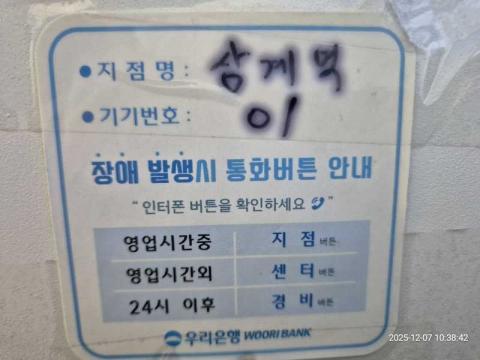 • 지점명 : 삼계역
• 기기번호 : 01
장애 발생시 통화버튼 안내
“ 인터폰 버튼을 확인하세요 ”
영업시간중 지점버튼
영업시간외 센터버튼
24시 이후 경비버튼
우리은행 WOORI BANK
2025-12-07 10:38:42